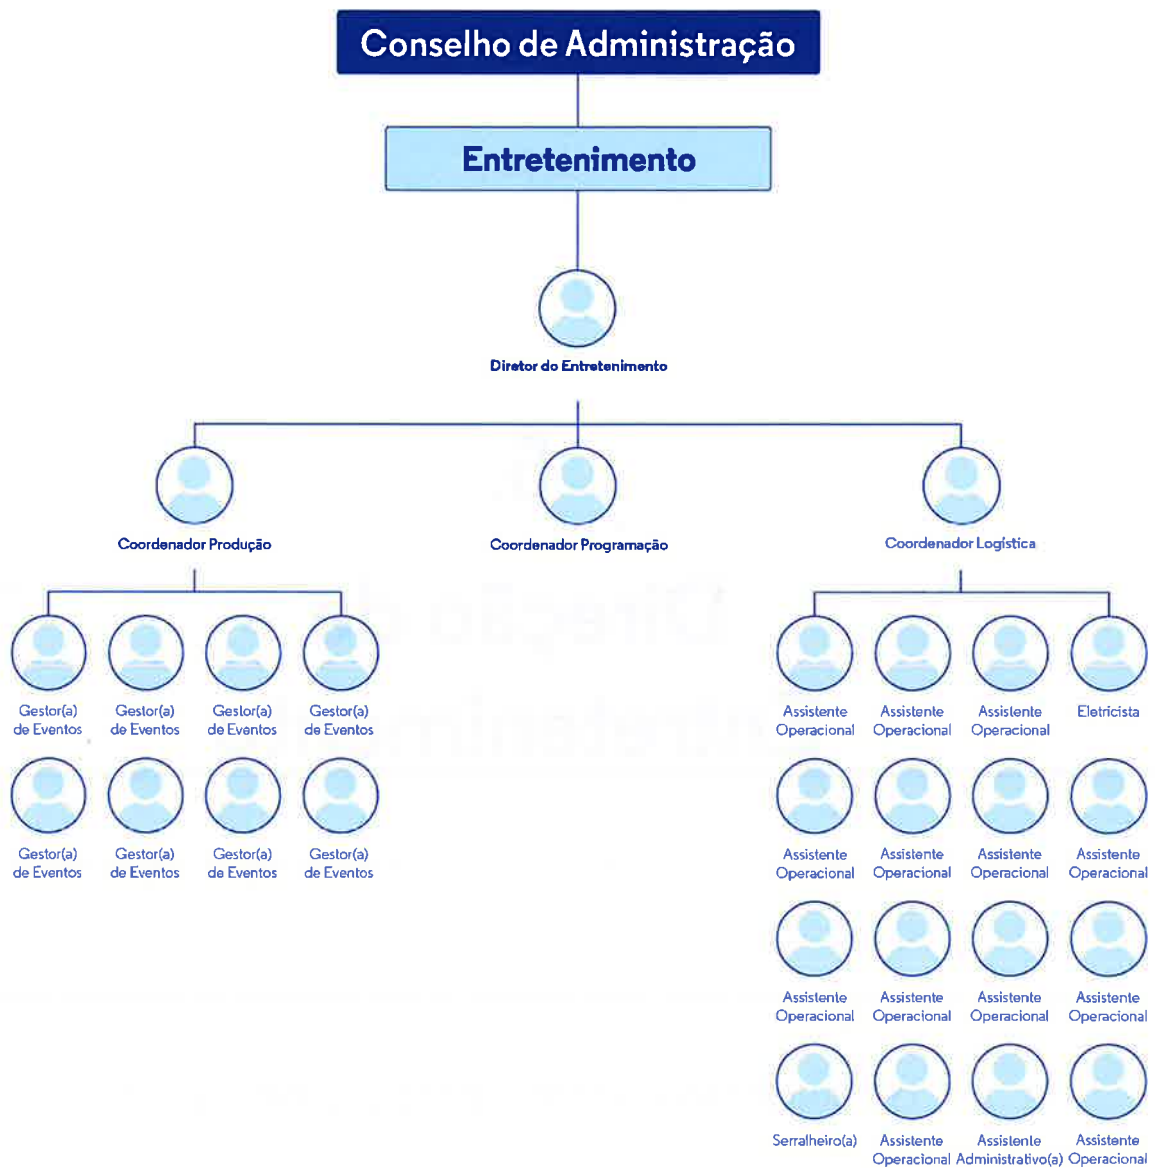 Conselho de Administração
Entretenimento
Diretor do Entretenimento
Coordenador Produção
Coordenador Programação
Coordenador Logística
Gestor(a)
de Eventos
Gestor(a)
de Eventos
Gestor(a)
de Eventos
Gestor(a)
de Eventos
Assistente
Operacional
Assistente
Operacional
Assistente
Operacional
Eletricista
Gestor(a)
de Eventos
Gestor(a)
de Eventos
Gestor(a)
de Eventos
Gestor(a)
de Eventos
Assistente
Operacional
Assistente
Operacional
Assistente
Operacional
Assistente
Operacional
Assistente
Operacional
Assistente
Operacional
Assistente
Operacional
Assistente
Operacional
Serralheiro(a)
Assistente
Operacional
Assistente
Administrativo(a)
Assistente
Operacional